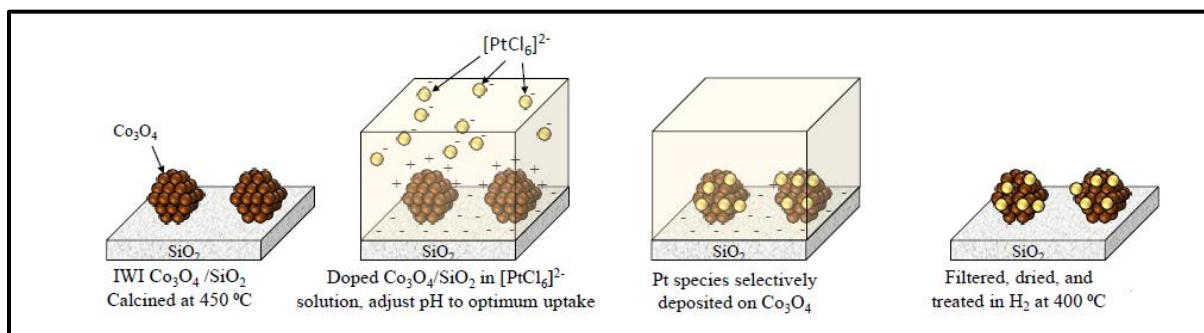 [PtCl₆]²⁻
Co₃O₄
SiO₂
SiO₂
SiO₂
SiO₂
IWI Co₃O₄ /SiO₂
Calcined at 450 ⁰C
Doped Co₃O₄/SiO₂ in [PtCl₆]²⁻
solution, adjust pH to optimum uptake
Pt species selectively
deposited on Co₃O₄
Filtered, dried, and
treated in H₂ at 400 ⁰C